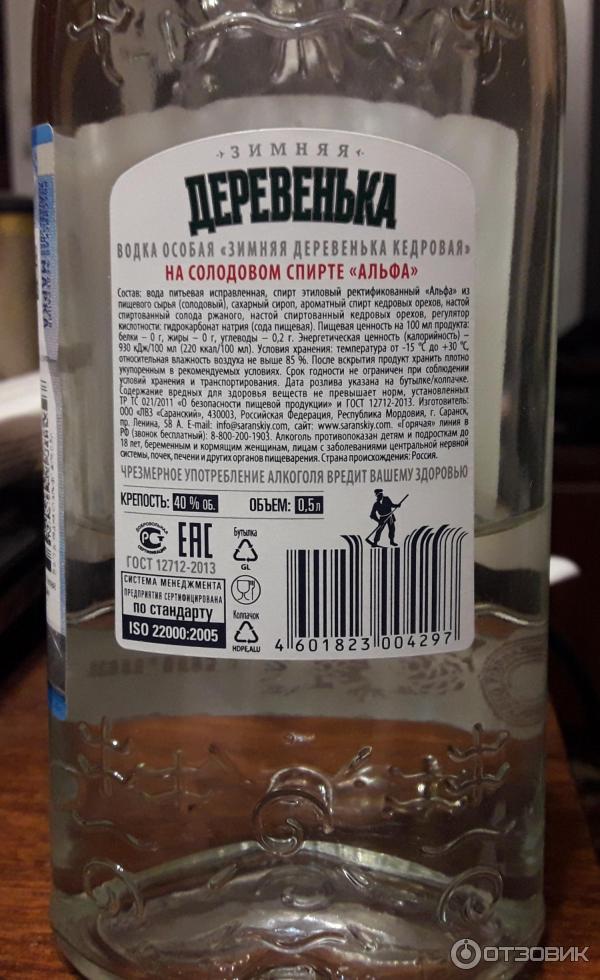 ЗИМНЯЯ
ДЕРЕВЕНЬКА
ВОДКА ОСОБАЯ «ЗИМНЯЯ ДЕРЕВЕНЬКА КЕДРОВАЯ»
НА СОЛОДОВОМ СПИРТЕ «АЛЬФА»
Состав: вода питьевая исправленная, спирт этиловый ректификованный «Альфа» из
пищевого сырья (солодовый), сахарный сироп, ароматный спирт кедровых орехов, настой
спиртованный солода ржаного, настой спиртованный кедровых орехов, регулятор
кислотности: гидрокарбонат натрия (сода пищевая). Пищевая ценность на 100 мл продукта:
белки – 0 г, жиры – 0 г, углеводы – 0,2 г. Энергетическая ценность (калорийность) –
930 кДж/100 мл (220 ккал/100 мл). Условия хранения: температура от -15 °С до +30 °С,
относительная влажность воздуха не выше 85 %. После вскрытия продукт хранить плотно
укупоренным в рекомендуемых условиях. Срок годности не ограничен при соблюдении
условий хранения и транспортирования. Дата розлива указана на бутылке/колпачке.
Содержание вредных для здоровья веществ не превышает норм, установленных
ТР ТС 021/2011 «О безопасности пищевой продукции» и ГОСТ 12712-2013. Изготовитель:
ООО «ЛВЗ «Саранский», 430003, Российская Федерация, Республика Мордовия, г. Саранск,
пр. Ленина, 58 А. E-mail: info@saranskiy.com, сайт: www.saranskiy.com. «Горячая» линия в
РФ (звонок бесплатный): 8-800-200-1903. Алкоголь противопоказан детям и подросткам до
18 лет, беременным и кормящим женщинам, лицам с заболеваниями центральной нервной
системы, почек, печени и других органов пищеварения. Страна происхождения: Россия.
ЧРЕЗМЕРНОЕ УПОТРЕБЛЕНИЕ АЛКОГОЛЯ ВРЕДИТ ВАШЕМУ ЗДОРОВЬЮ
КРЕПОСТЬ: 40 % ОБ. ОБЪЕМ: 0,5 л
ДОБРОВОЛЬНАЯ СЕРТИФИКАЦИЯ
ЕАС
ГОСТ 12712-2013
СИСТЕМА МЕНЕДЖМЕНТА
ПРЕДПРИЯТИЯ СЕРТИФИЦИРОВАНА
по стандарту
ISO 22000:2005
Бутылка
GL
Колпачок
HDPE,ALU
4 601823 004297
ОТЗОВИК